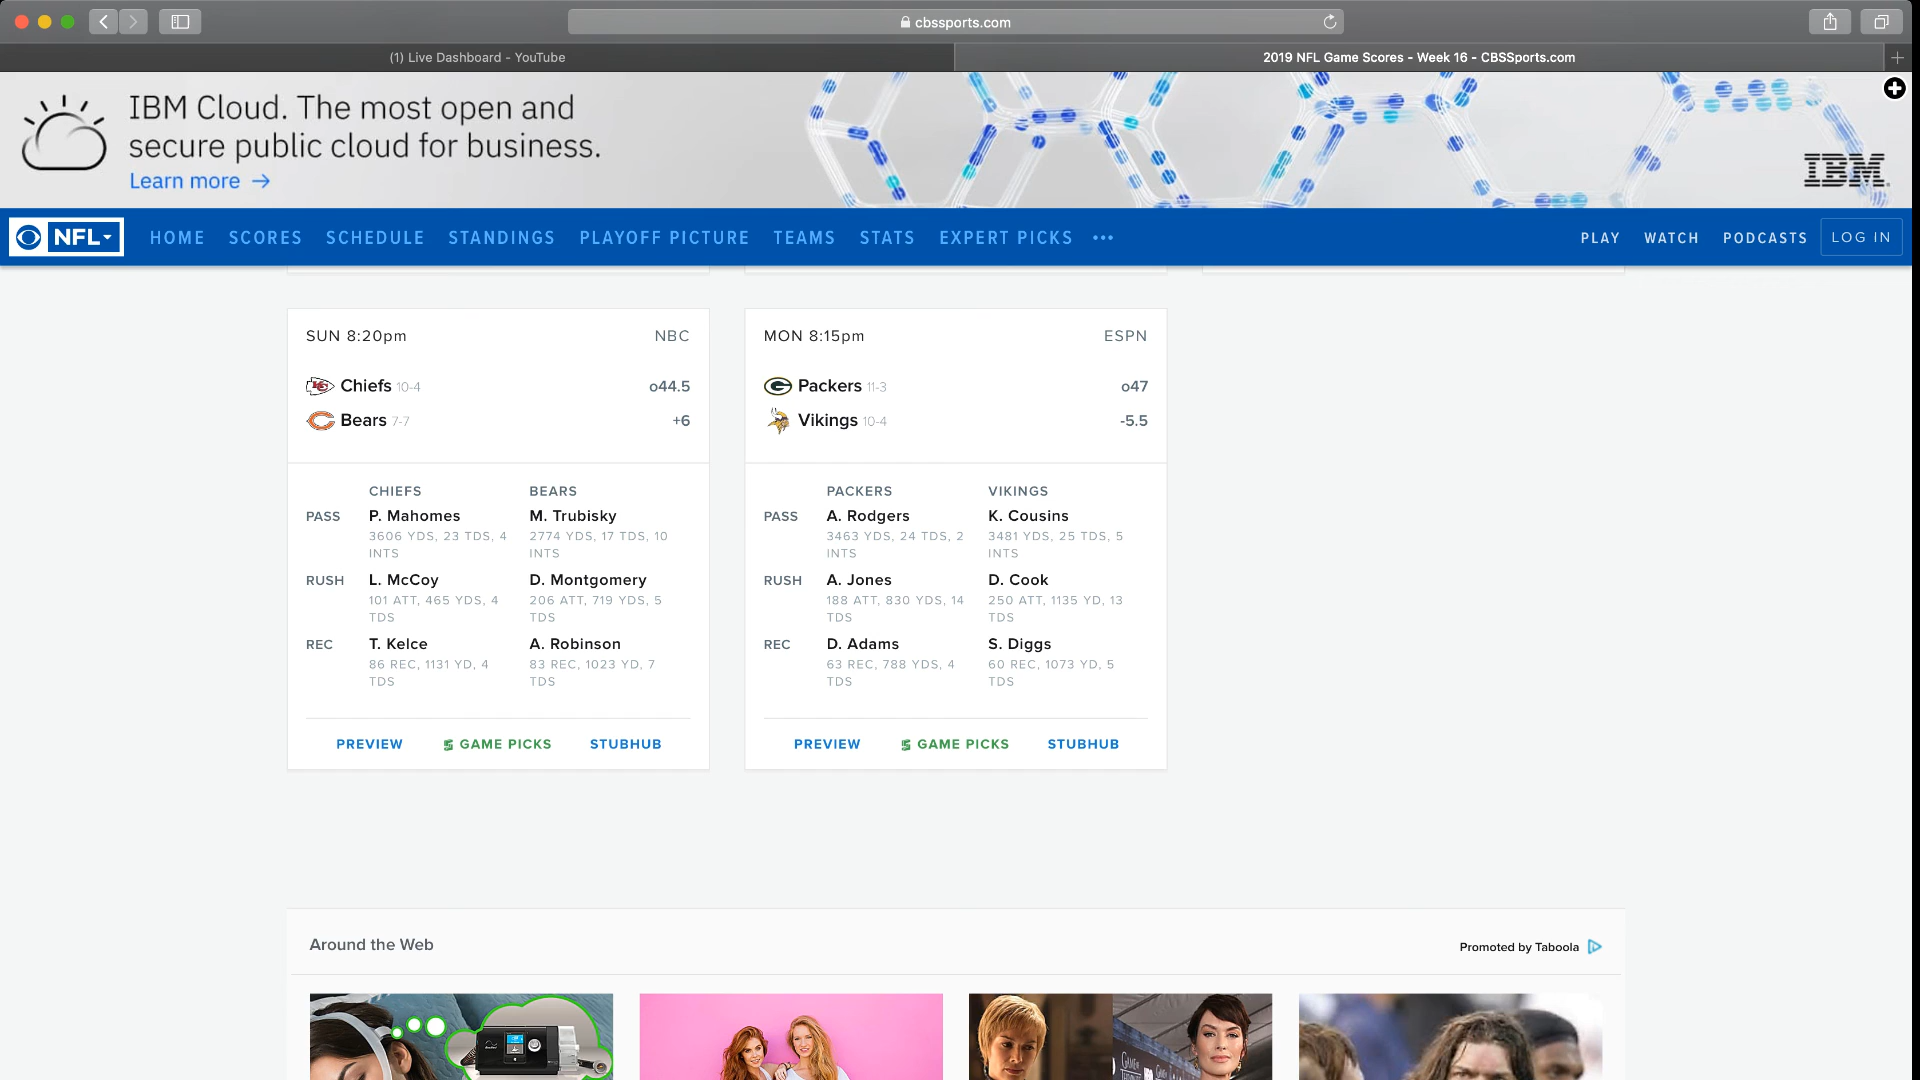 cbssports.com
(1) Live Dashboard - YouTube
2019 NFL Game Scores - Week 16 - CBSSports.com
IBM Cloud. The most open and
secure public cloud for business.
Learn more →
IBM
NFL HOME SCORES SCHEDULE STANDINGS PLAYOFF PICTURE TEAMS STATS EXPERT PICKS ••• PLAY WATCH PODCASTS LOG IN
SUN 8:20pm NBC
Chiefs 10-4 o44.5
Bears 7-7 +6
CHIEFS BEARS
PASS P. Mahomes M. Trubisky
3606 YDS, 23 TDS, 4 2774 YDS, 17 TDS, 10
INTS INTS
RUSH L. McCoy D. Montgomery
101 ATT, 465 YDS, 4 206 ATT, 719 YDS, 5
TDS TDS
REC T. Kelce A. Robinson
86 REC, 1131 YD, 4 83 REC, 1023 YD, 7
TDS TDS
PREVIEW GAME PICKS STUBHUB
MON 8:15pm ESPN
Packers 11-3 o47
Vikings 10-4 -5.5
PACKERS VIKINGS
PASS A. Rodgers K. Cousins
3463 YDS, 24 TDS, 2 3481 YDS, 25 TDS, 5
INTS INTS
RUSH A. Jones D. Cook
188 ATT, 830 YDS, 14 250 ATT, 1135 YD, 13
TDS TDS
REC D. Adams S. Diggs
63 REC, 788 YDS, 4 60 REC, 1073 YD, 5
TDS TDS
PREVIEW GAME PICKS STUBHUB
Around the Web
Promoted by Taboola